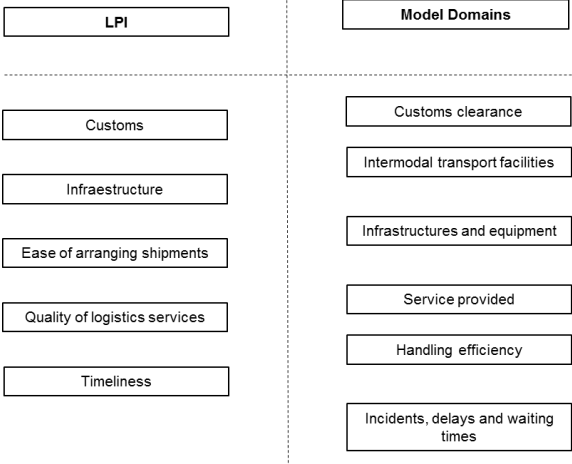 LPI
Model Domains
Customs
Infraestructure
Ease of arranging shipments
Quality of logistics services
Timeliness
Customs clearance
Intermodal transport facilities
Infrastructures and equipment
Service provided
Handling efficiency
Incidents, delays and waiting
times